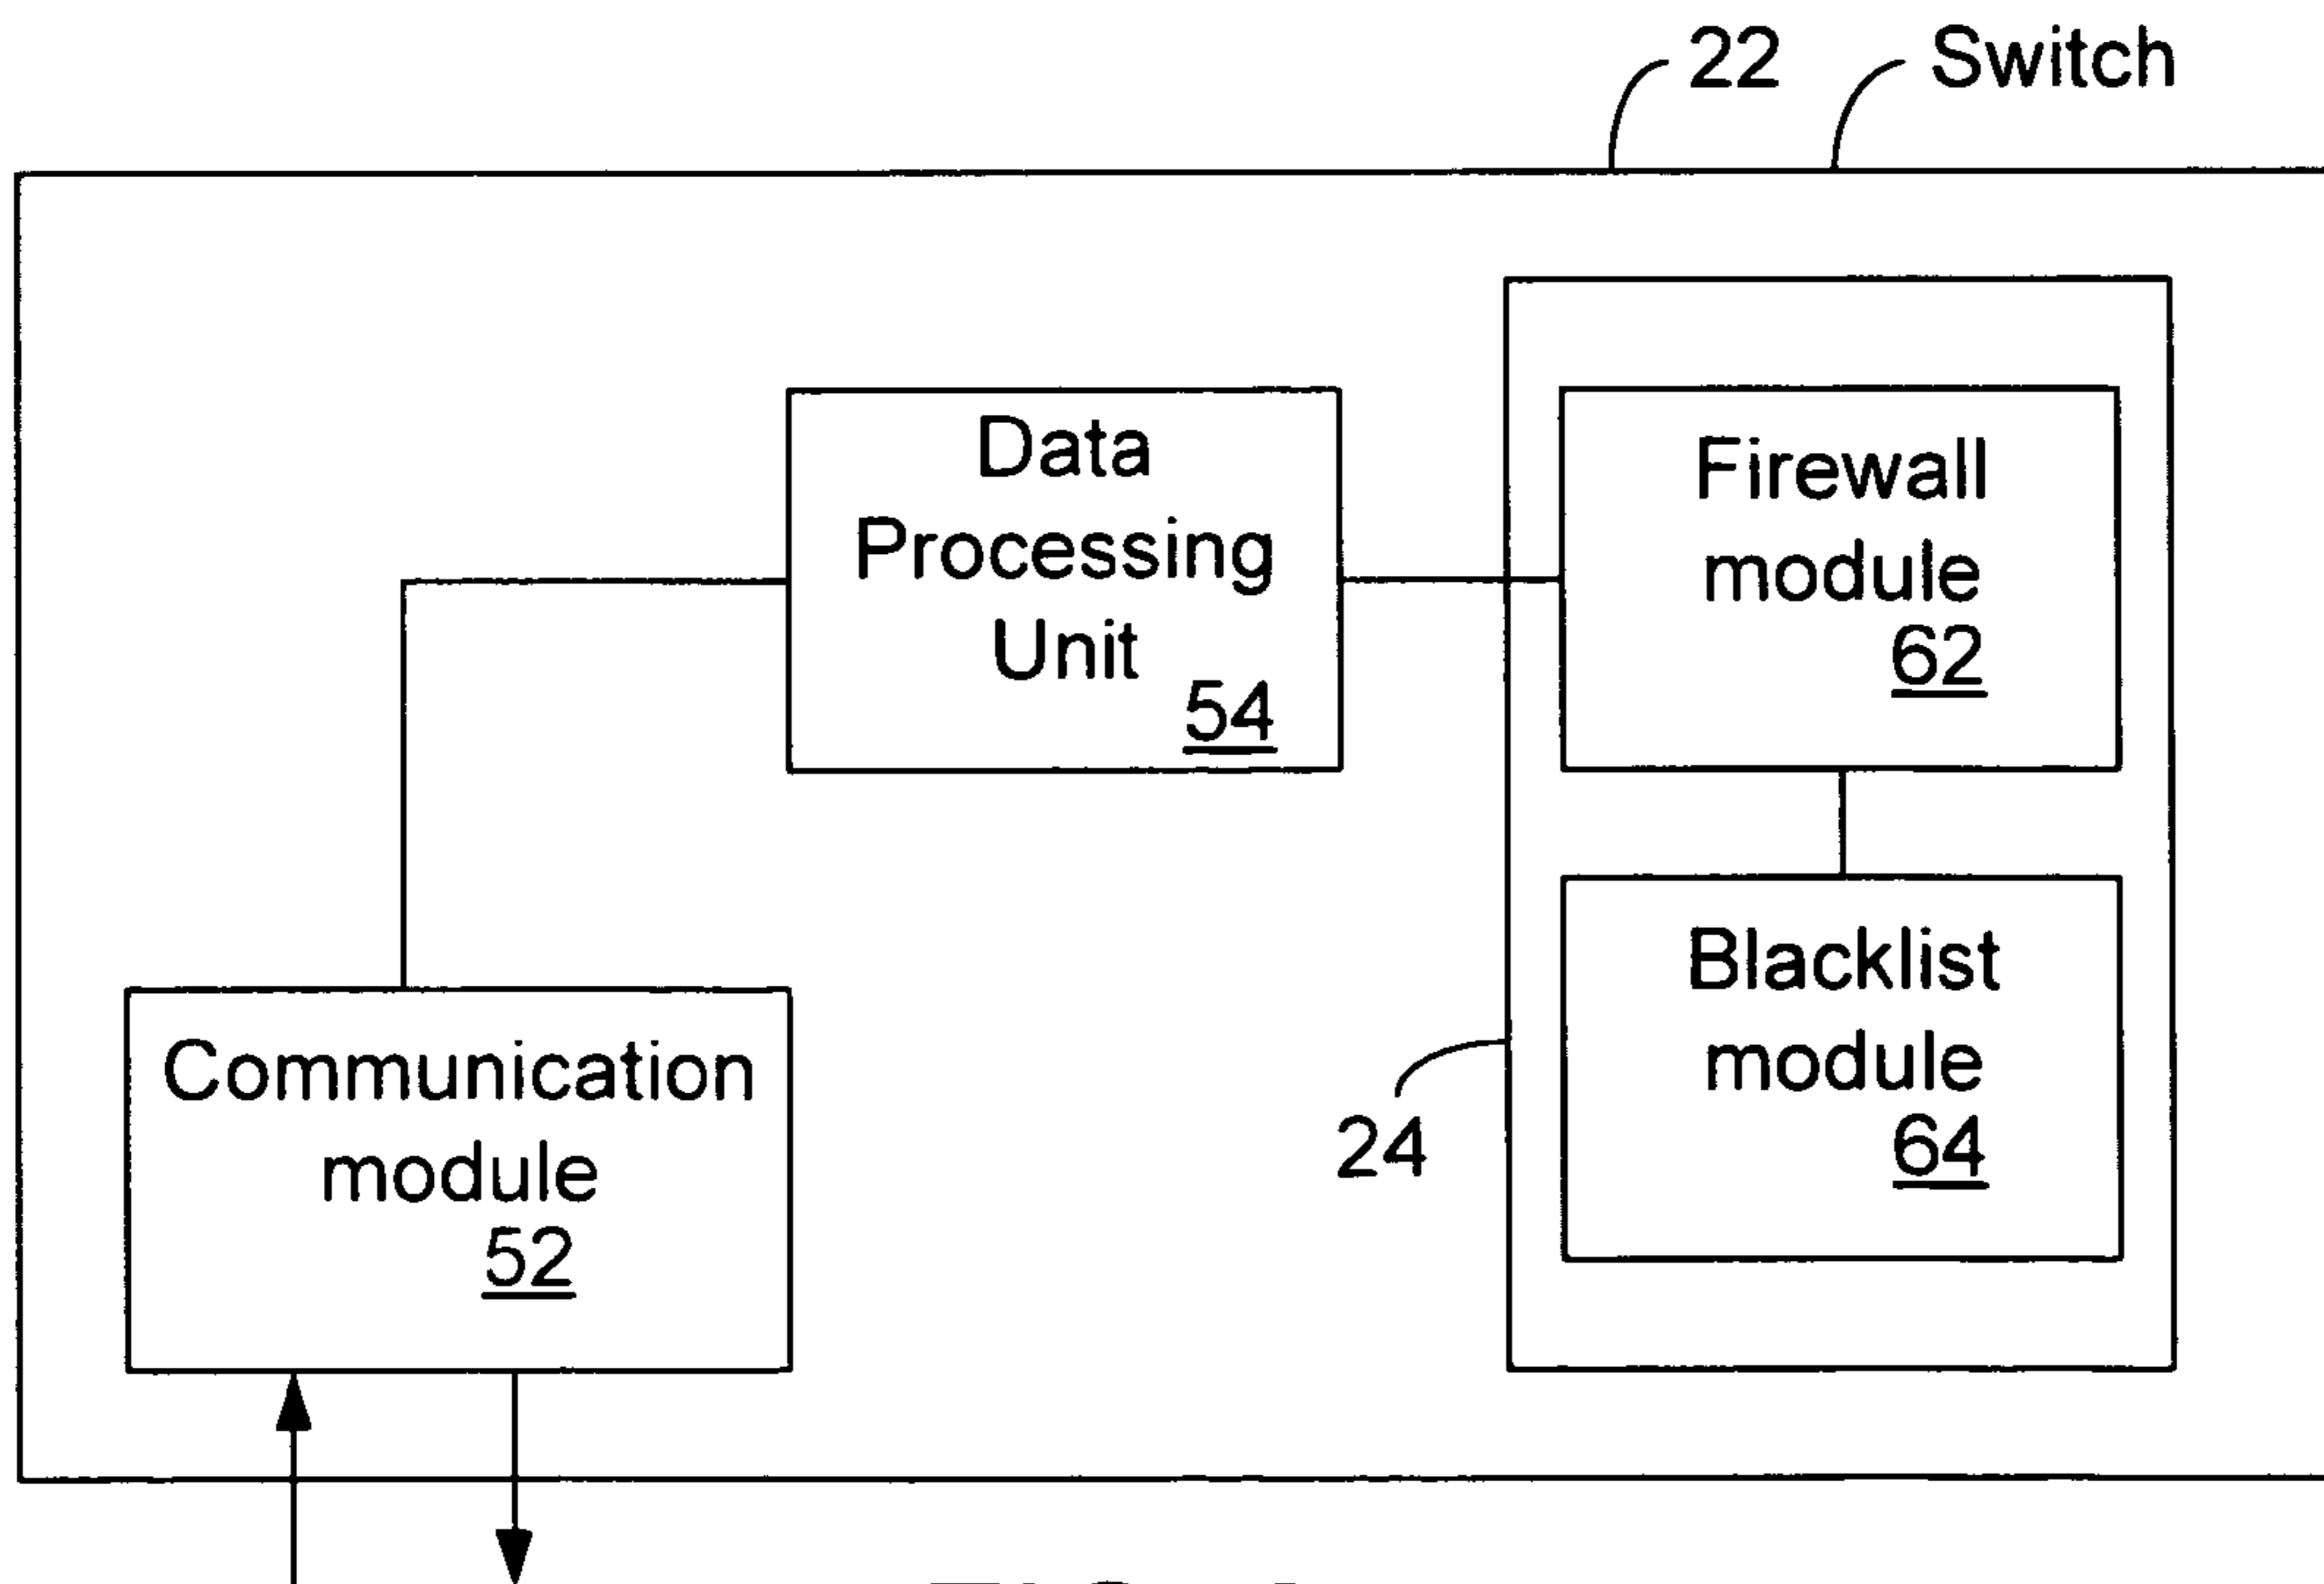 22 Switch
Data
Processing
Unit
54
Firewall
module
62
Blacklist
module
64
24
Communication
module
52